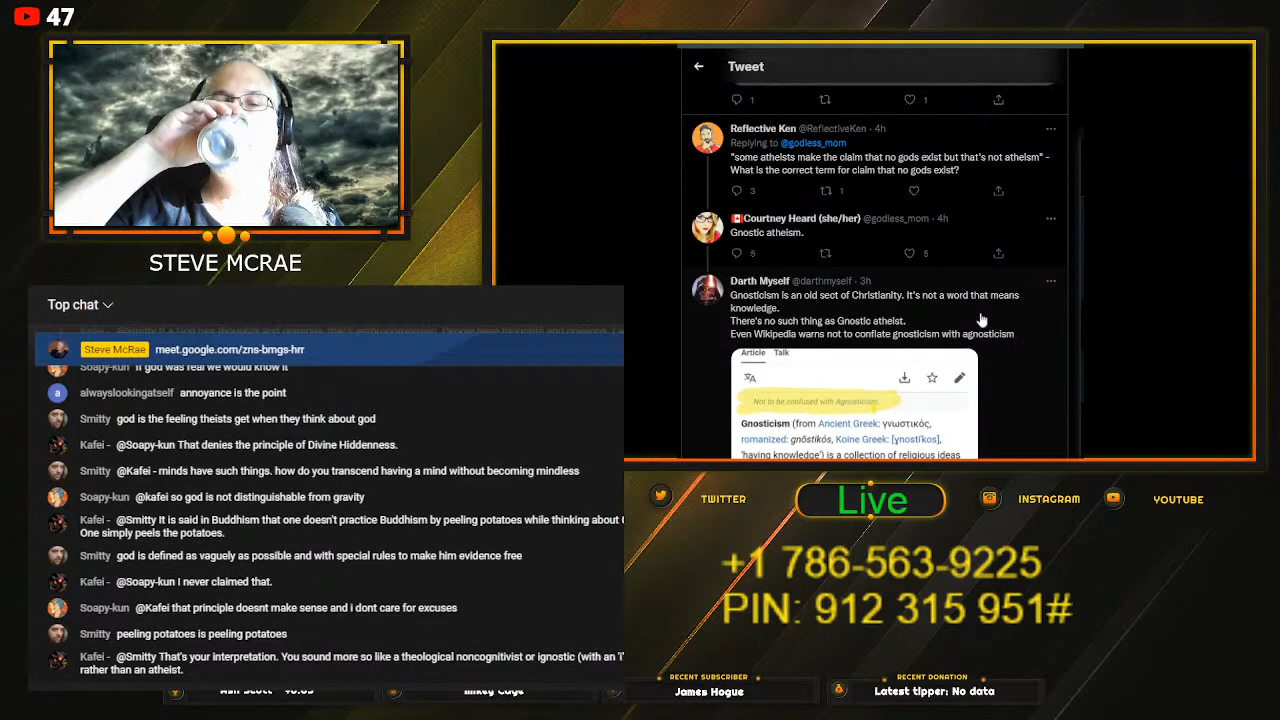 47
STEVE MCRAE
Top chat
Steve McRae meet.google.com/zns-bmgs-hrr
Soapy-kun if god was real we would know it
alwayslookingatself annoyance is the point
Smitty god is the feeling theists get when they think about god
Kafei - @Soapy-kun That denies the principle of Divine Hiddenness.
Smitty @Kafei - minds have such things. how do you transcend having a mind without becoming mindless
Soapy-kun @kafei so god is not distinguishable from gravity
Kafei - @Smitty It is said in Buddhism that one doesn't practice Buddhism by peeling potatoes while thinking about
One simply peels the potatoes.
Smitty god is defined as vaguely as possible and with special rules to make him evidence free
Kafei - @Soapy-kun I never claimed that.
Soapy-kun @Kafei that principle doesnt make sense and i dont care for excuses
Smitty peeling potatoes is peeling potatoes
Kafei - @Smitty That's your interpretation. You sound more so like a theological noncognitivist or ignostic (with an
rather than an atheist.
Tweet
1 1
Reflective Ken @ReflectiveKen · 4h
Replying to @godless_mom
"some atheists make the claim that no gods exist but that's not atheism" -
What is the correct term for claim that no gods exist?
3 1
Courtney Heard (she/her) @godless_mom · 4h
Gnostic atheism.
5 5
Darth Myself @darthmyself · 3h
Gnosticism is an old sect of Christianity. It's not a word that means
knowledge.
There's no such thing as Gnostic atheist.
Even Wikipedia warns not to conflate gnosticism with agnosticism
Article Talk
Not to be confused with Agnosticism.
Gnosticism (from Ancient Greek: γνωστικός,
romanized: gnōstikós, Koine Greek: [ɣnostiˈkos],
'having knowledge') is a collection of religious ideas
TWITTER
Live
INSTAGRAM
YOUTUBE
+1 786-563-9225
PIN: 912 315 951#
Mikey Cage
RECENT SUBSCRIBER
James Hogue
RECENT DONATION
Latest tipper: No data